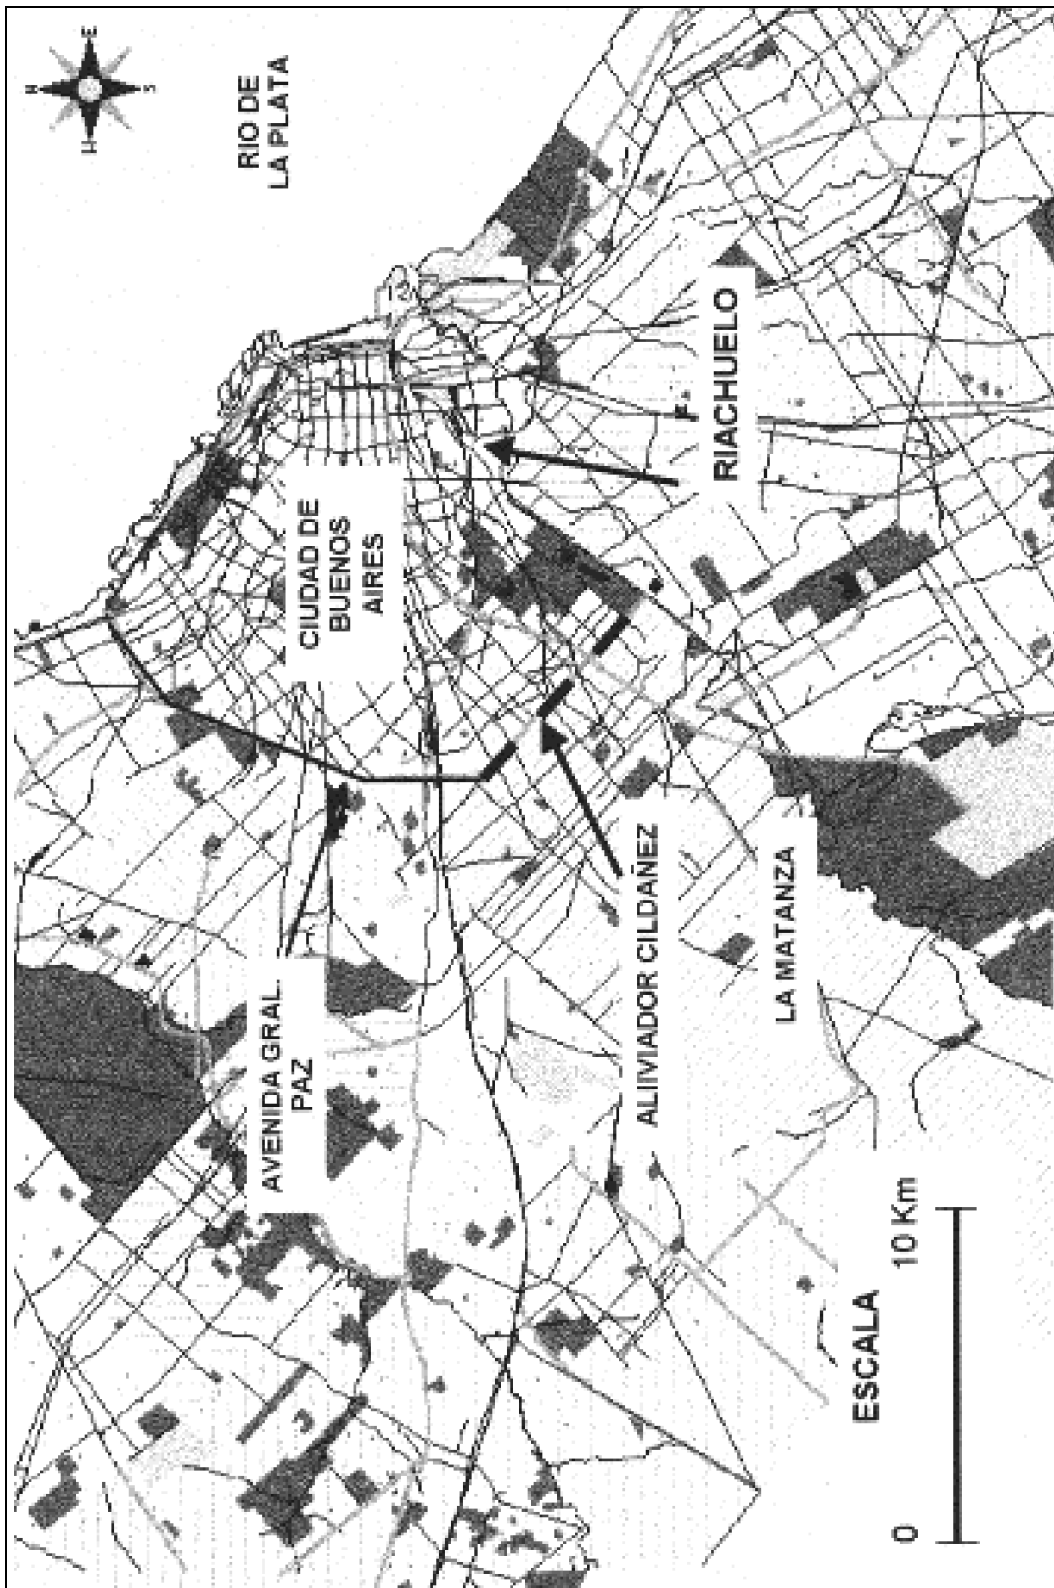 N
E
S
RIO DE
LA PLATA
AVENIDA GRAL.
PAZ
CIUDAD DE
BUENOS
AIRES
ALIVIADOR CILDAÑEZ
RIACHUELO
LA MATANZA
ESCALA
0
10 Km